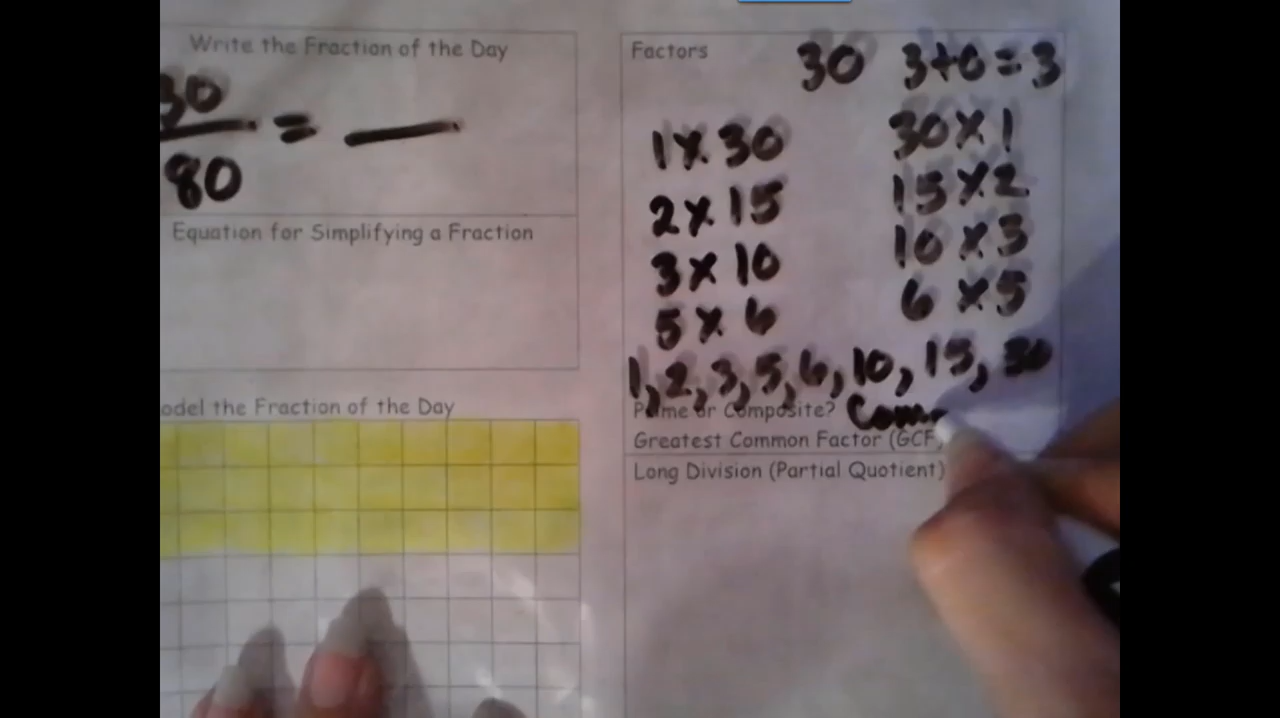 Write the Fraction of the Day
30
80
= —
Equation for Simplifying a Fraction
odel the Fraction of the Day
Factors
30 3+0=3
1x30 30x1
2x15 15x2
3x10 10x3
5x6 6x5
1,2,3,5,6,10,15,30
Prime or Composite? Com
Greatest Common Factor (GCF)
Long Division (Partial Quotient)